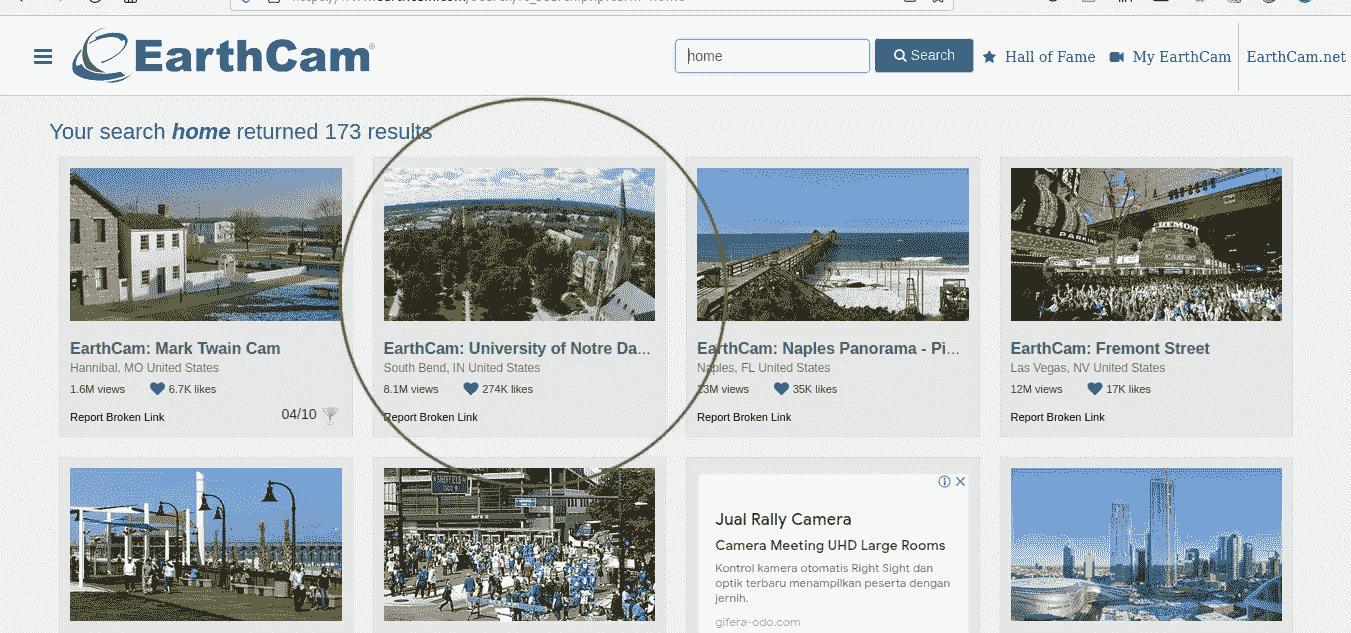 EarthCam
home
Search
Hall of Fame
My EarthCam
EarthCam.net
Your search home returned 173 results
EarthCam: Mark Twain Cam
Hannibal, MO United States
1.6M views 6.7K likes
Report Broken Link
04/10
EarthCam: University of Notre Da...
South Bend, IN United States
8.1M views 274K likes
Report Broken Link
EarthCam: Naples Panorama - Pi...
Naples, FL United States
23M views 35K likes
Report Broken Link
FREMONT
PARKING
EarthCam: Fremont Street
Las Vegas, NV United States
12M views 17K likes
Report Broken Link
N SHEFFIELD
Jual Rally Camera
Camera Meeting UHD Large Rooms
Kontrol kamera otomatis Right Sight dan
optik terbaru menampilkan peserta dengan
jernih.
gifera-odo.com